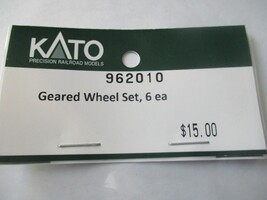 KATO
PRECISION RAILROAD MODELS
962010
Geared Wheel Set, 6 ea
$15.00